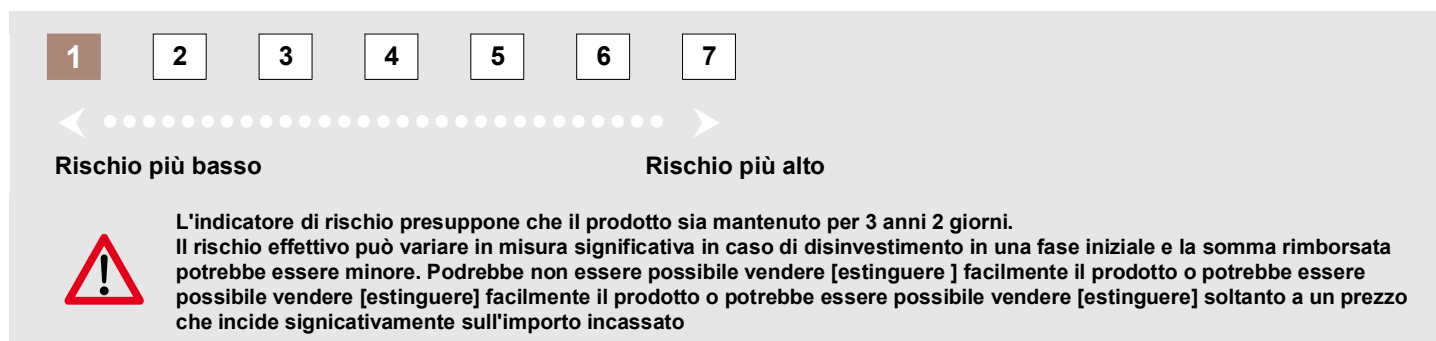 1 2 3 4 5 6 7
Rischio più basso Rischio più alto
L'indicatore di rischio presuppone che il prodotto sia mantenuto per 3 anni 2 giorni.
Il rischio effettivo può variare in misura significativa in caso di disinvestimento in una fase iniziale e la somma rimborsata
potrebbe essere minore. Podrebbe non essere possibile vendere [estinguere ] facilmente il prodotto o potrebbe essere
possibile vendere [estinguere] facilmente il prodotto o potrebbe essere possibile vendere [estinguere] soltanto a un prezzo
che incide signicativamente sull'importo incassato